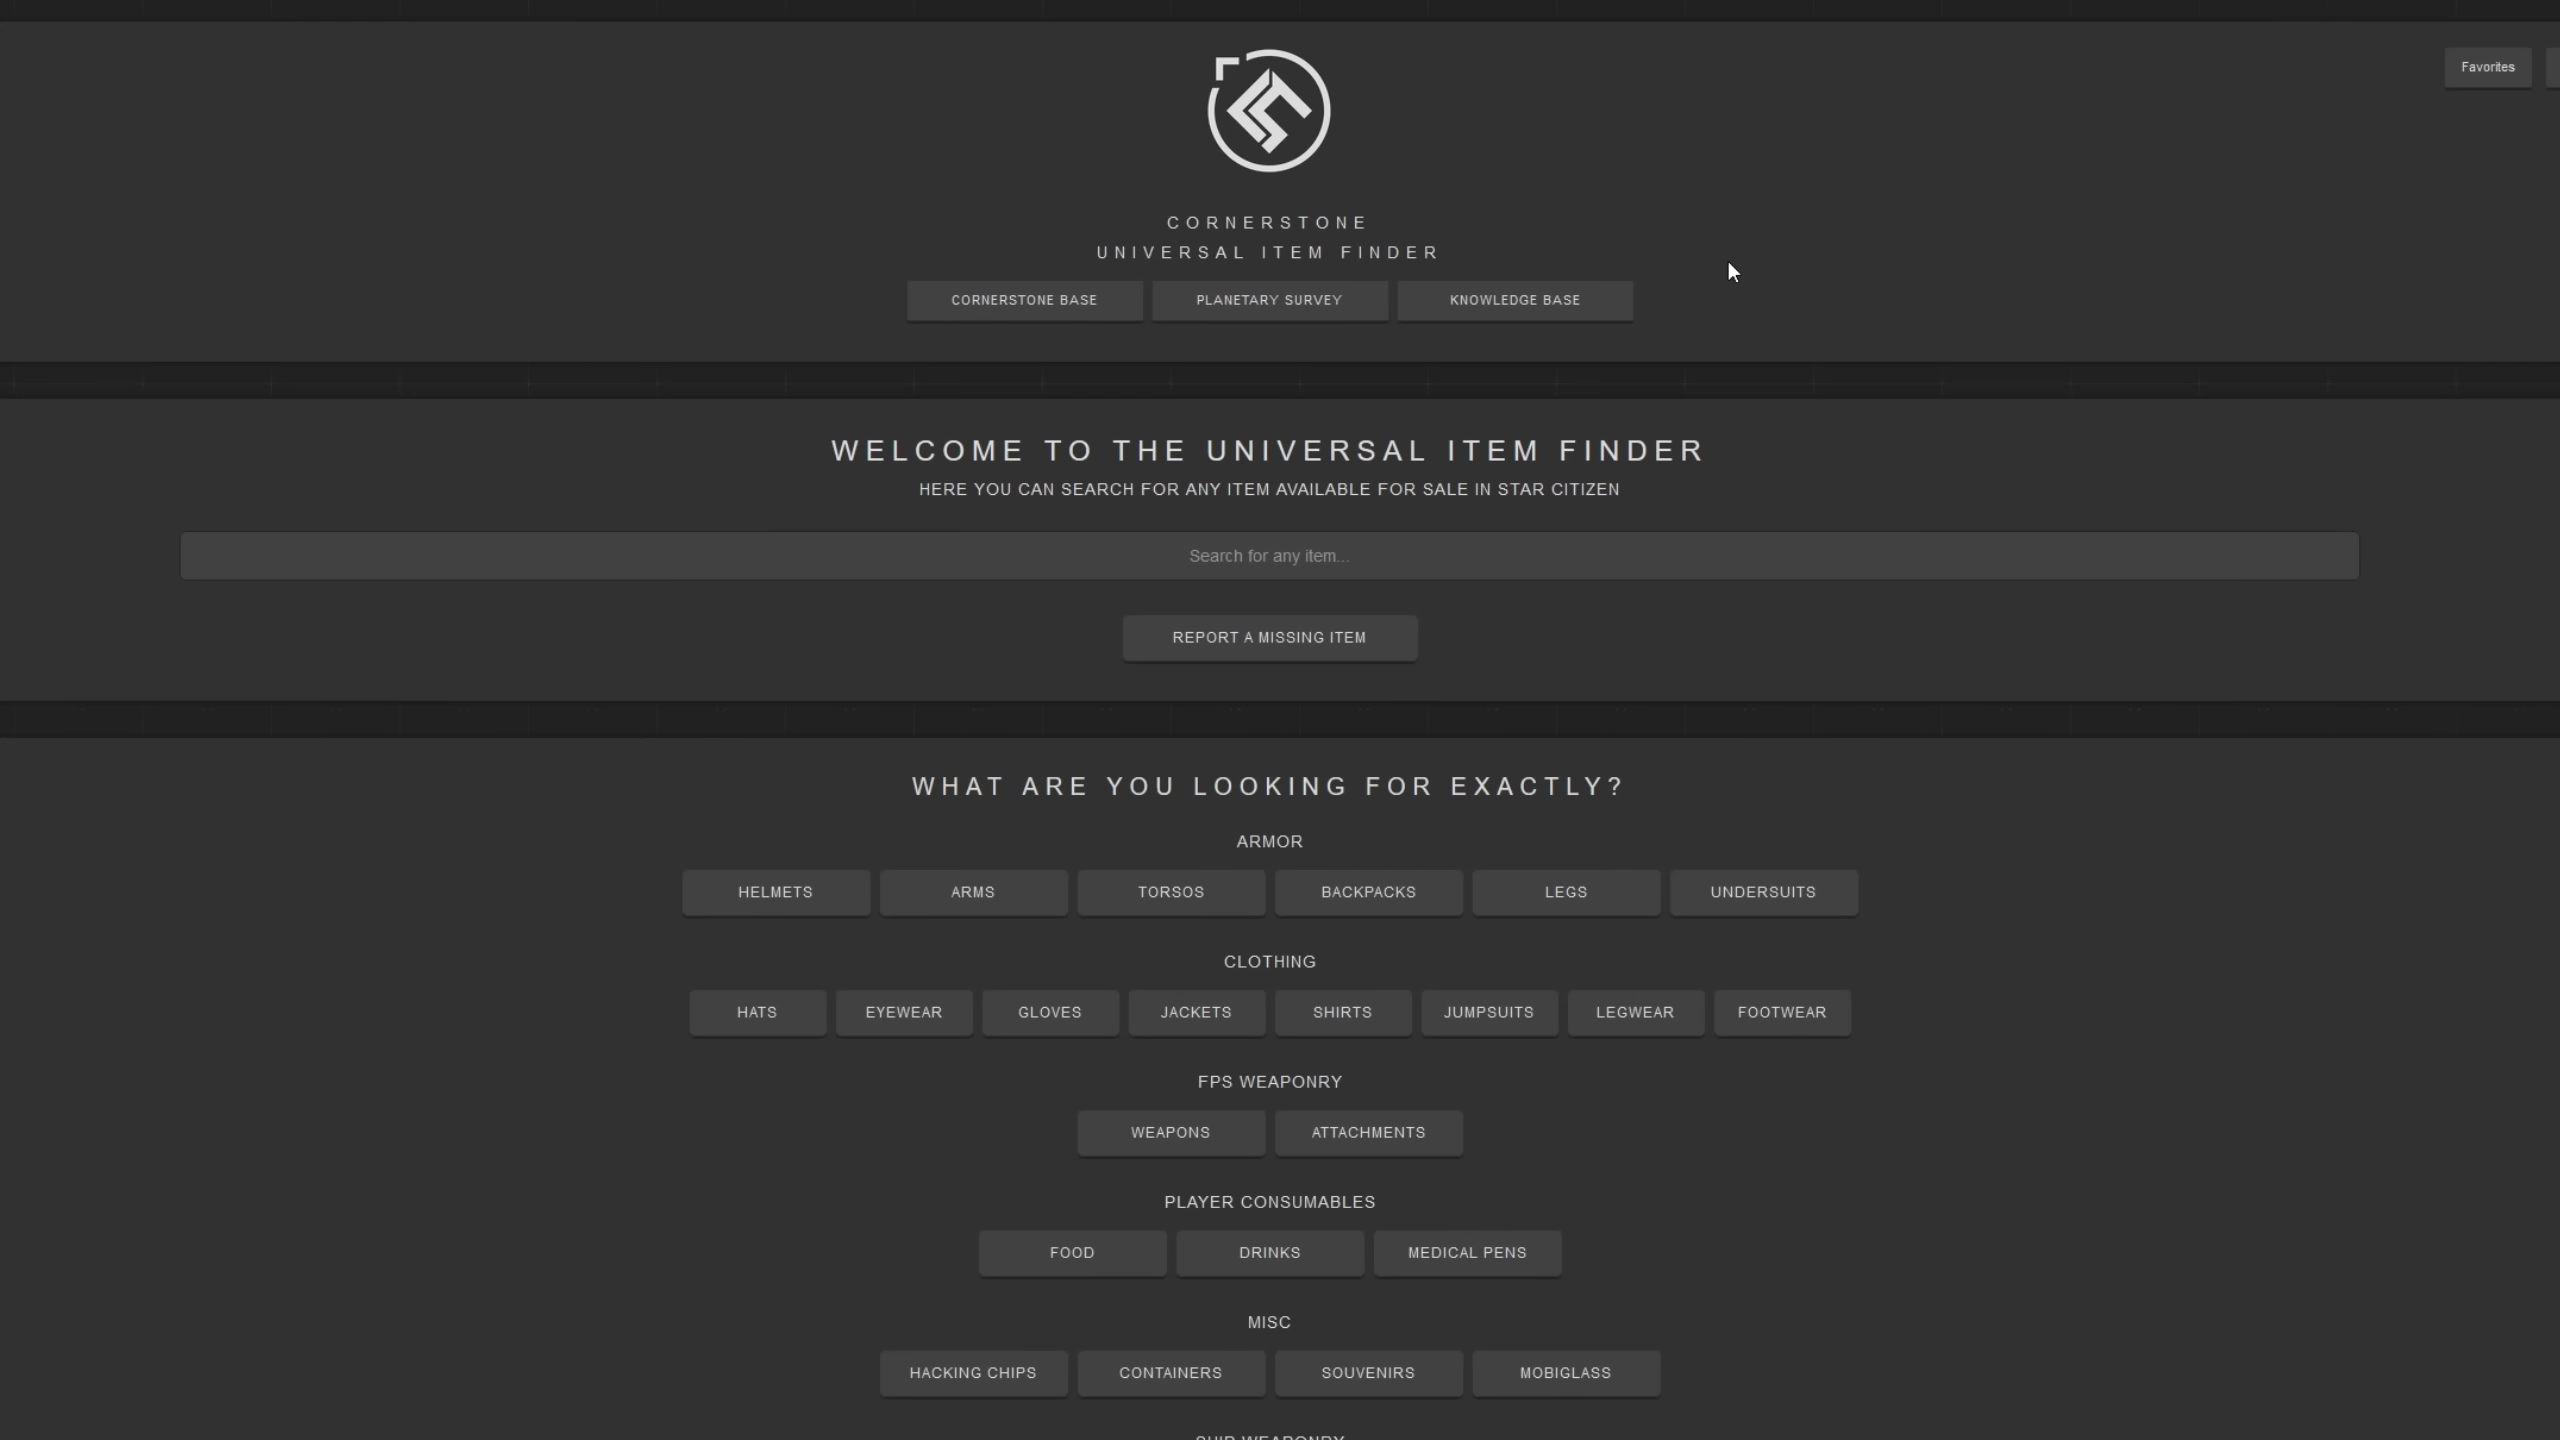 Favorites
CORNERSTONE
UNIVERSAL ITEM FINDER
CORNERSTONE BASE PLANETARY SURVEY KNOWLEDGE BASE
WELCOME TO THE UNIVERSAL ITEM FINDER
HERE YOU CAN SEARCH FOR ANY ITEM AVAILABLE FOR SALE IN STAR CITIZEN
Search for any item...
REPORT A MISSING ITEM
WHAT ARE YOU LOOKING FOR EXACTLY?
ARMOR
HELMETS ARMS TORSOS BACKPACKS LEGS UNDERSUITS
CLOTHING
HATS EYEWEAR GLOVES JACKETS SHIRTS JUMPSUITS LEGWEAR FOOTWEAR
FPS WEAPONRY
WEAPONS ATTACHMENTS
PLAYER CONSUMABLES
FOOD DRINKS MEDICAL PENS
MISC
HACKING CHIPS CONTAINERS SOUVENIRS MOBIGLASS